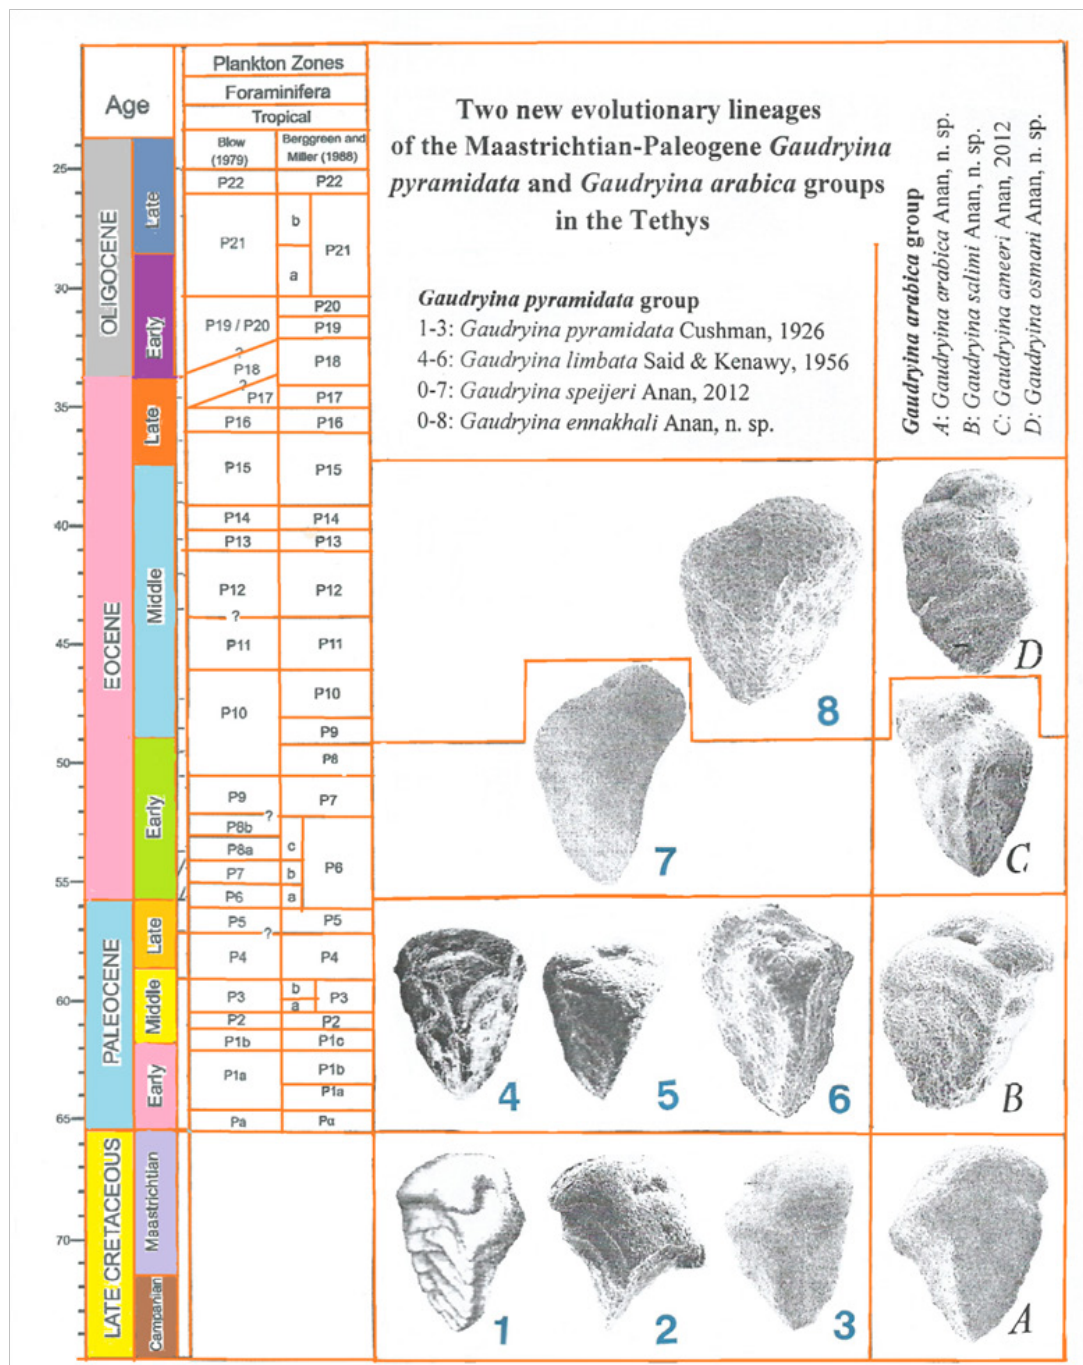 Plankton Zones
Foraminifera
Tropical
Age
Blow
(1979)
Berggreen and
Miller (1988)
Two new evolutionary lineages
of the Maastrichtian-Paleogene Gaudryina
pyramidata and Gaudryina arabica groups
in the Tethys
Gaudryina pyramidata group
1-3: Gaudryina pyramidata Cushman, 1926
4-6: Gaudryina limbata Said & Kenawy, 1956
0-7: Gaudryina speijeri Anan, 2012
0-8: Gaudryina ennakhali Anan, n. sp.
Gaudryina arabica group
A: Gaudryina arabica Anan, n. sp.
B: Gaudryina salimi Anan, n. sp.
C: Gaudryina ameeri Anan, 2012
D: Gaudryina osmani Anan, n. sp.
25
30
35
40
45
50
55
60
65
70
OLIGOCENE
Late
Early
EOCENE
Late
Middle
Early
PALEOCENE
Late
Middle
Early
LATE CRETACEOUS
Maastrichtian
Campanian
P22
P21
P19 / P20
?
P18
?
P17
P16
P15
P14
P13
P12
?
P11
P10
P9
?
P8b
P8a
P7
P6
P5
?
P4
P3
P2
P1b
P1a
Pa
P22
b
a
P21
P20
P19
P18
P17
P16
P15
P14
P13
P12
P11
P10
P9
P8
P7
c
b
a
P6
P5
P4
b
a
P3
P2
P1c
P1b
P1a
Pα
8
D
7
C
4
5
6
B
1
2
3
A